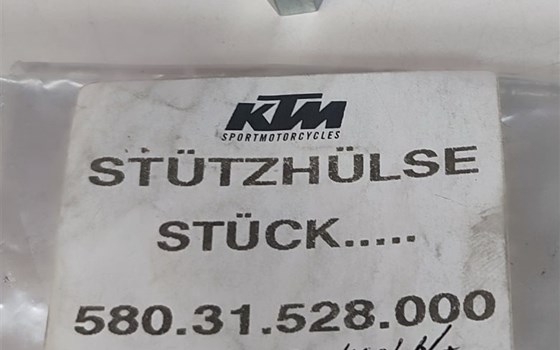 KTM
SPORTMOTORCYCLES
STÜTZHÜLSE
STÜCK.....
580.31.528.000